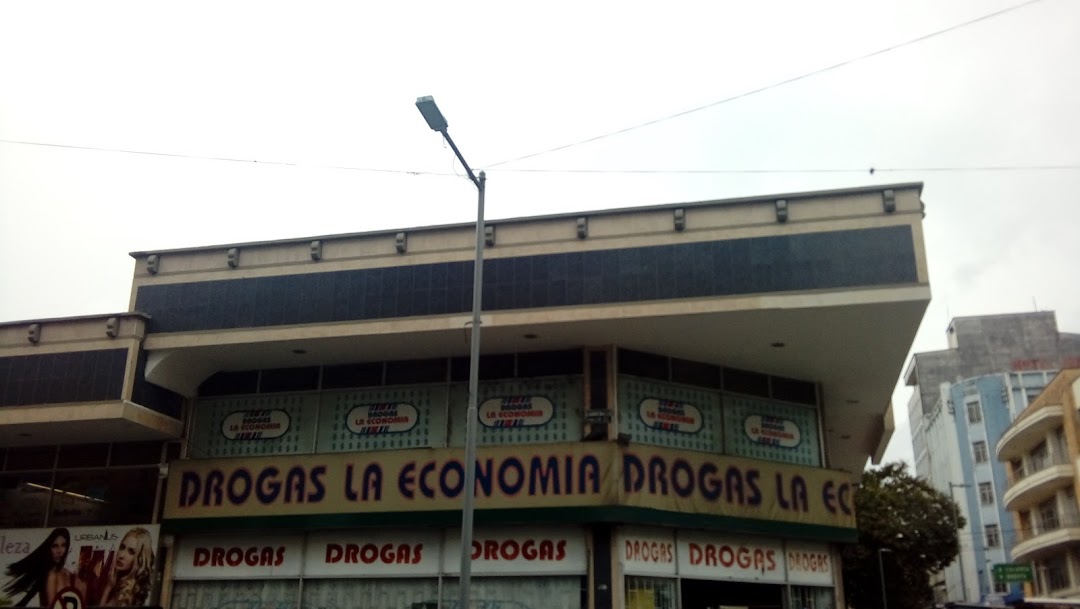 DROGAS
LA ECONOMIA
DROGAS
LA ECONOMIA
DROGAS
LA ECONOMIA
DROGAS
LA ECONOMIA
DROGAS
LA ECONOMIA
DROGAS LA ECONOMIA DROGAS LA EC
DROGAS DROGAS DROGAS DROGAS DROGAS DROGAS
leza
URBANUS
HOTEL